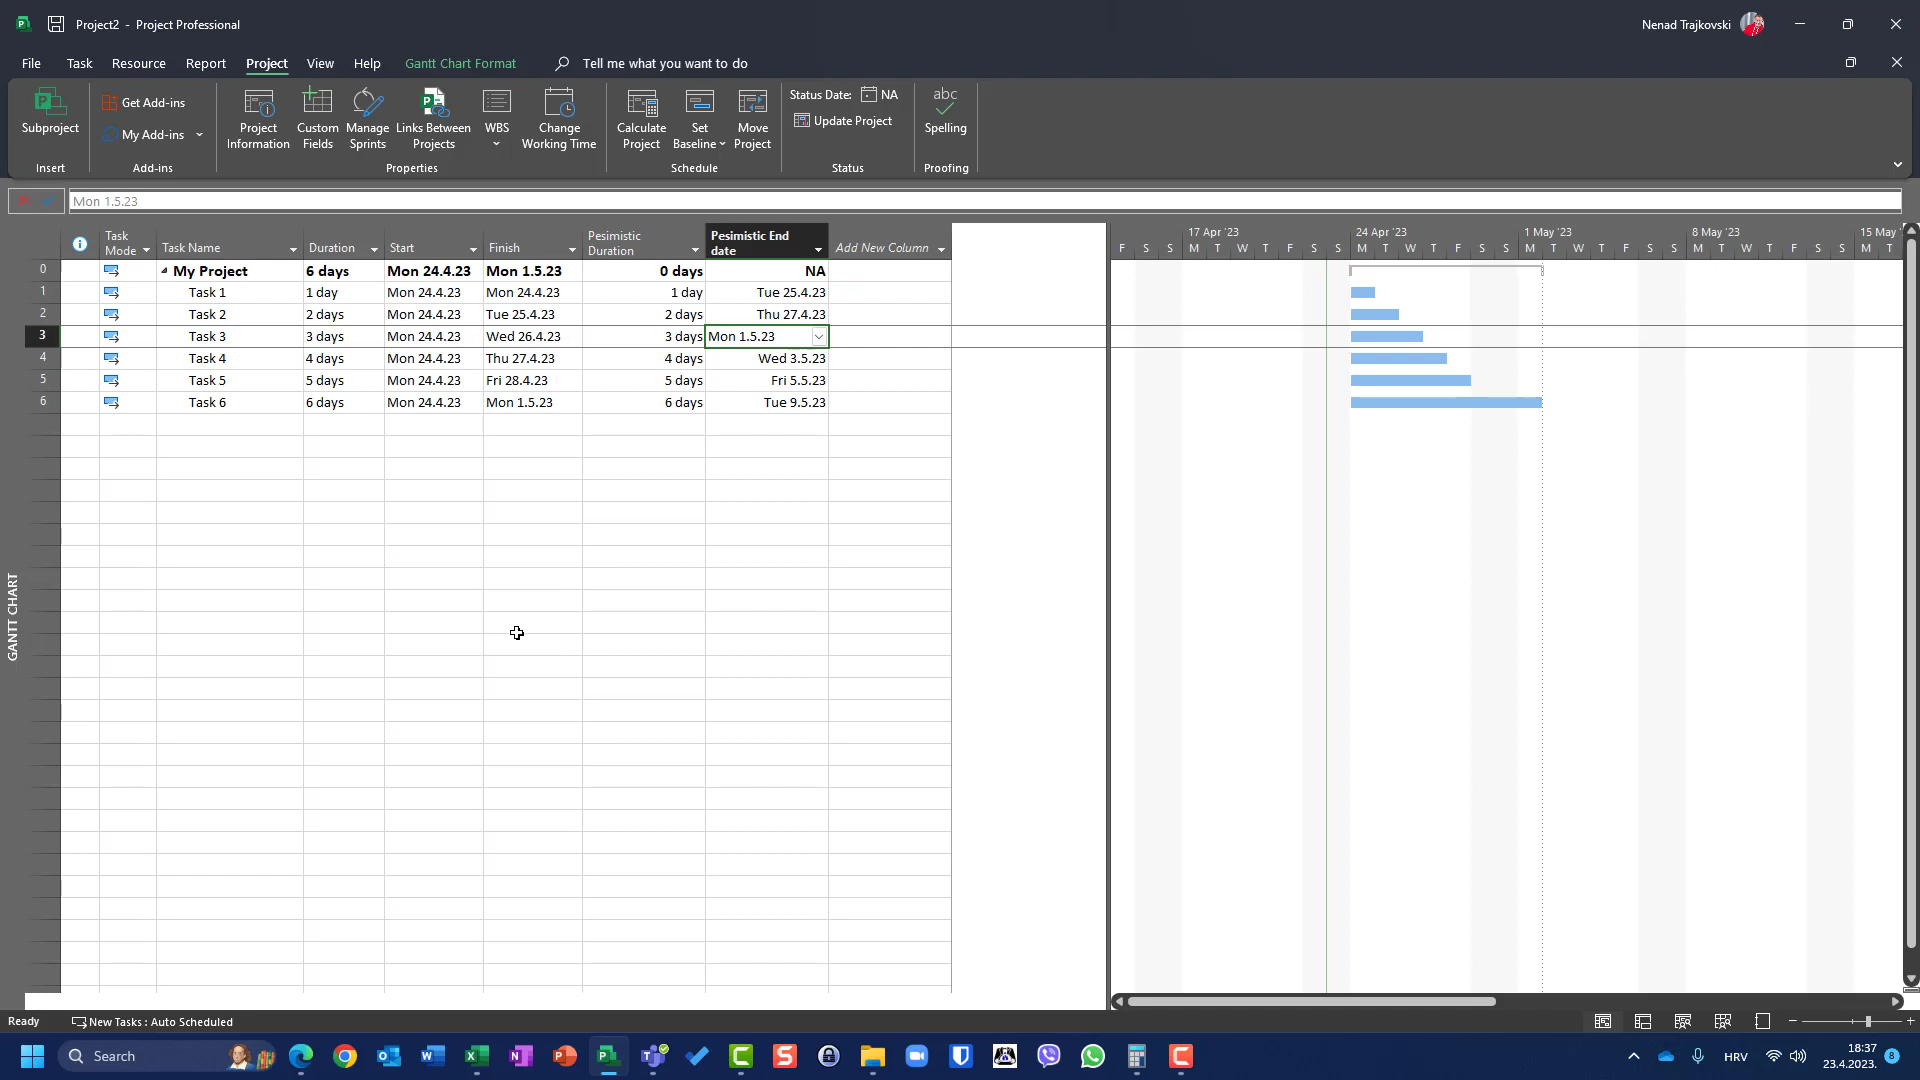 Project2 - Project Professional
Nenad Trajkovski
File Task Resource Report Project View Help Gantt Chart Format Tell me what you want to do
Subproject
Insert
Get Add-ins
My Add-ins
Add-ins
Project Information
Custom Fields
Manage Sprints
Links Between Projects
WBS
Change Working Time
Properties
Calculate Project
Set Baseline
Move Project
Schedule
Status Date: NA
Update Project
Status
abc
Spelling
Proofing
Mon 1.5.23
Task Mode Task Name Duration Start Finish Pesimistic Duration Pesimistic End date Add New Column
0 My Project 6 days Mon 24.4.23 Mon 1.5.23 0 days NA
1 Task 1 1 day Mon 24.4.23 Mon 24.4.23 1 day Tue 25.4.23
2 Task 2 2 days Mon 24.4.23 Tue 25.4.23 2 days Thu 27.4.23
3 Task 3 3 days Mon 24.4.23 Wed 26.4.23 3 days Mon 1.5.23
4 Task 4 4 days Mon 24.4.23 Thu 27.4.23 4 days Wed 3.5.23
5 Task 5 5 days Mon 24.4.23 Fri 28.4.23 5 days Fri 5.5.23
6 Task 6 6 days Mon 24.4.23 Mon 1.5.23 6 days Tue 9.5.23
17 Apr '23 24 Apr '23 1 May '23 8 May '23 15 May '
F S S M T W T F S S M T W T F S S M T W T F S S M T W T F S S M T
GANTT CHART
Ready New Tasks : Auto Scheduled
Search
HRV
18:37
23.4.2023.
8